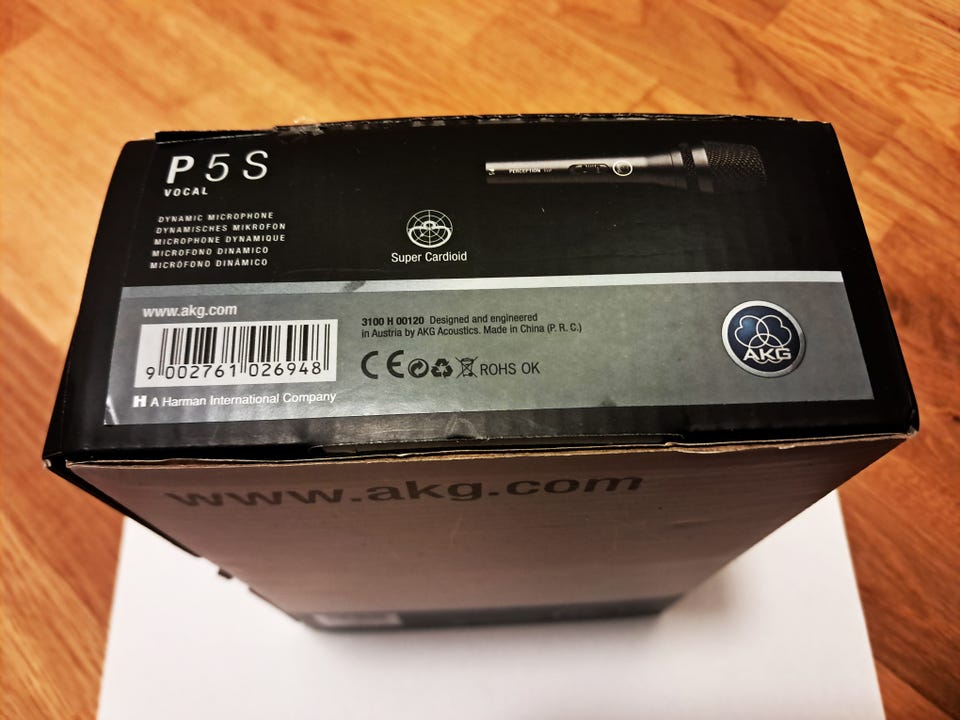 P5S
VOCAL
DYNAMIC MICROPHONE
DYNAMISCHES MIKROFON
MICROPHONE DYNAMIQUE
MICROFONO DINAMICO
MICRÓFONO DINÁMICO
PERCEPTION
Super Cardioid
www.akg.com
9 002761 026948
H A Harman International Company
3100 H 00120 Designed and engineered
in Austria by AKG Acoustics. Made in China (P. R. C.)
CE ROHS OK
AKG
www.akg.com